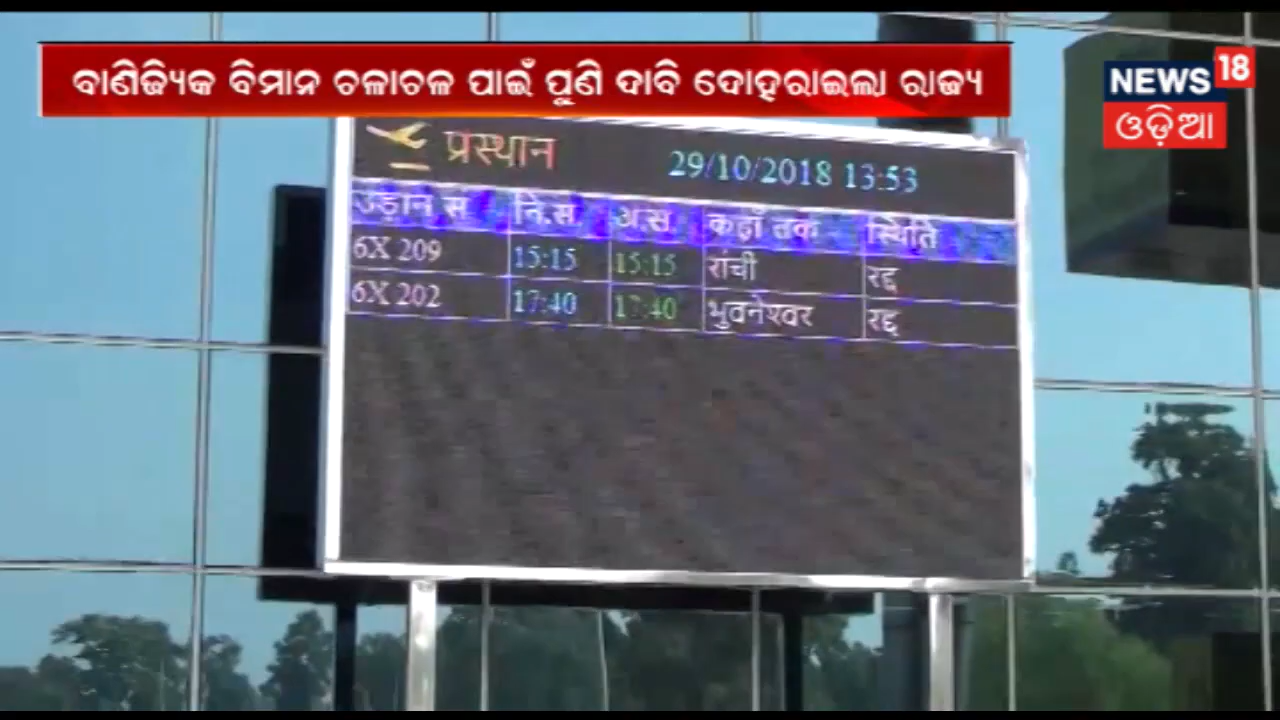 ବାଣିଜ୍ୟିକ ବିମାନ ଚଳାଚଳ ପାଇଁ ପୁଣି ଦାବି ଦୋହରାଇଲା ରାଜ୍ୟ
NEWS 18
ଓଡ଼ିଆ
प्रस्थान 29/10/2018 13:53
उड़ान सं नि.स. अ.स. कहाँ तक स्थिति
6X 209 15:15 15:15 रांची रद्द
6X 202 17:40 17:40 भुवनेश्वर रद्द